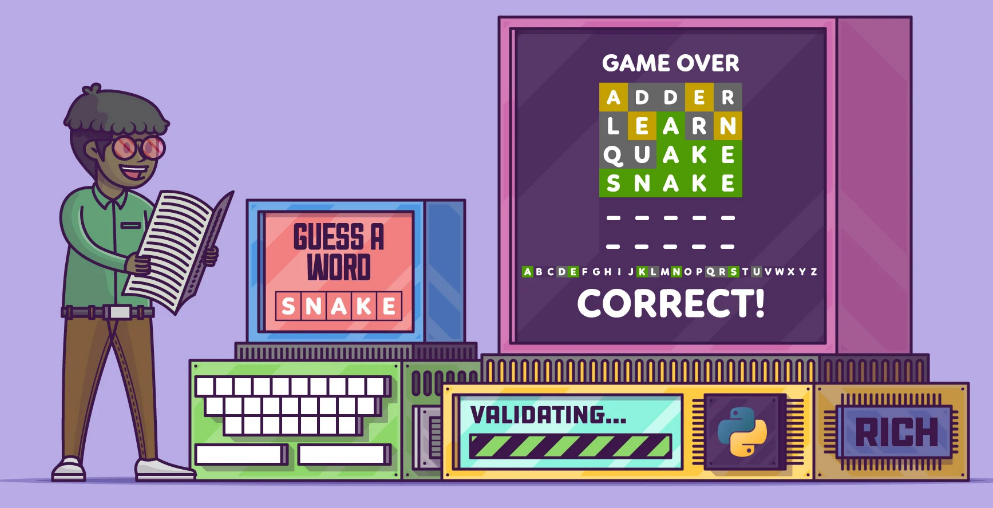 GUESS A
WORD
SNAKE
GAME OVER
ADDER
LEARN
QUAKE
SNAKE
ABCDEFGHIJKLMNOPQRSTUVWXYZ
CORRECT!
VALIDATING...
RICH